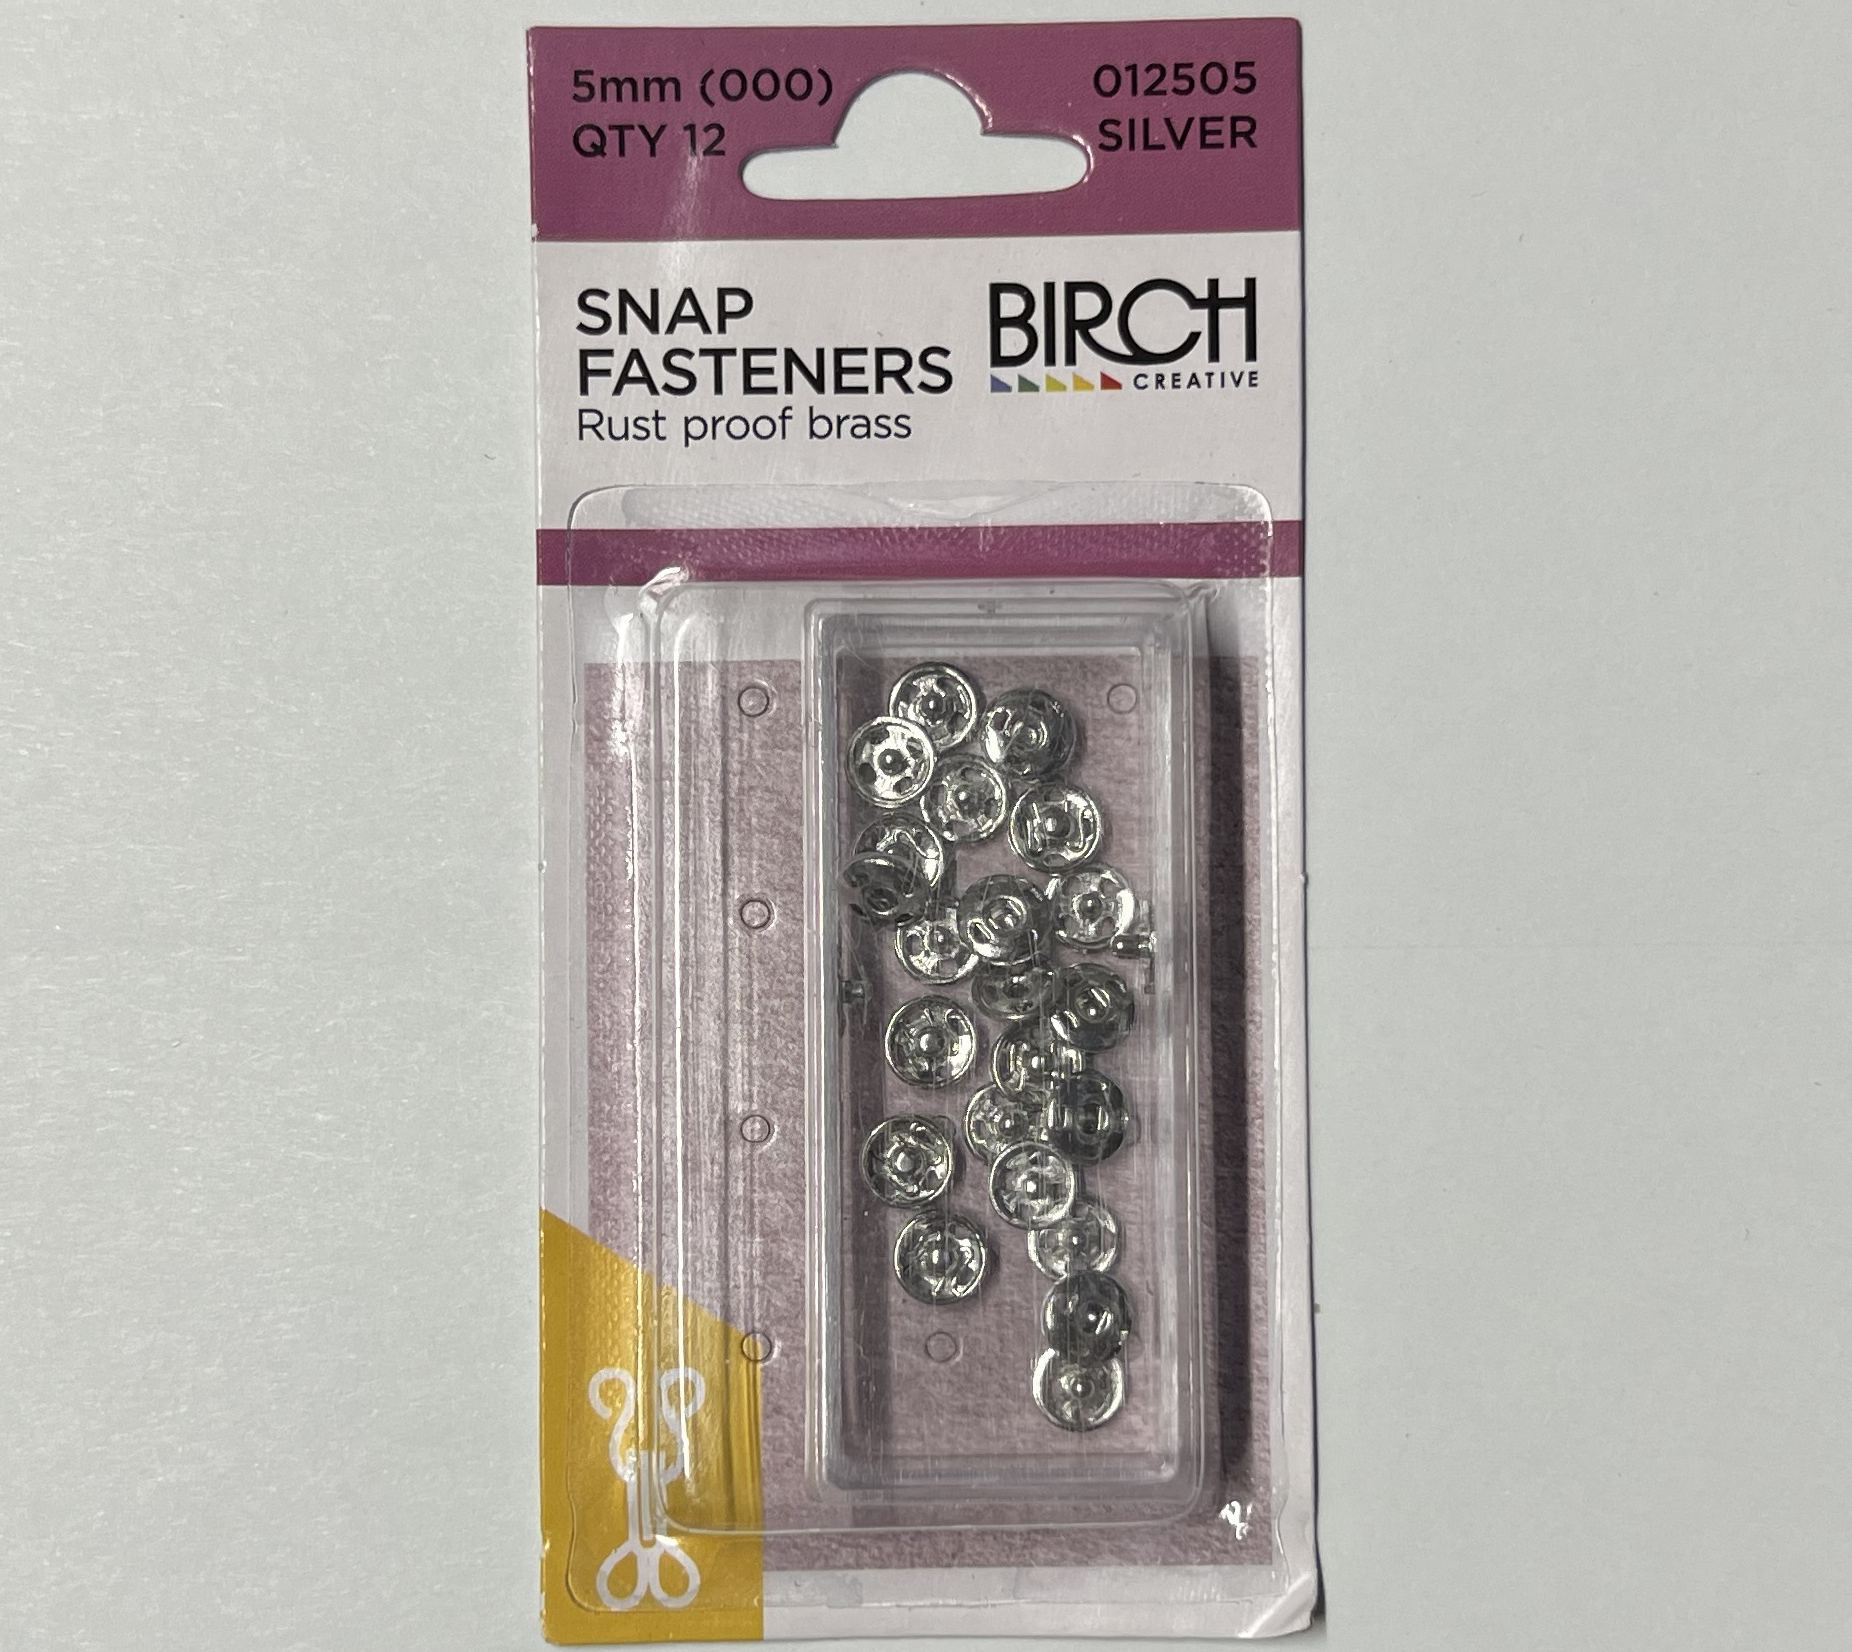 5mm (000)
QTY 12
012505
SILVER
SNAP
FASTENERS
Rust proof brass
BIRCH
CREATIVE